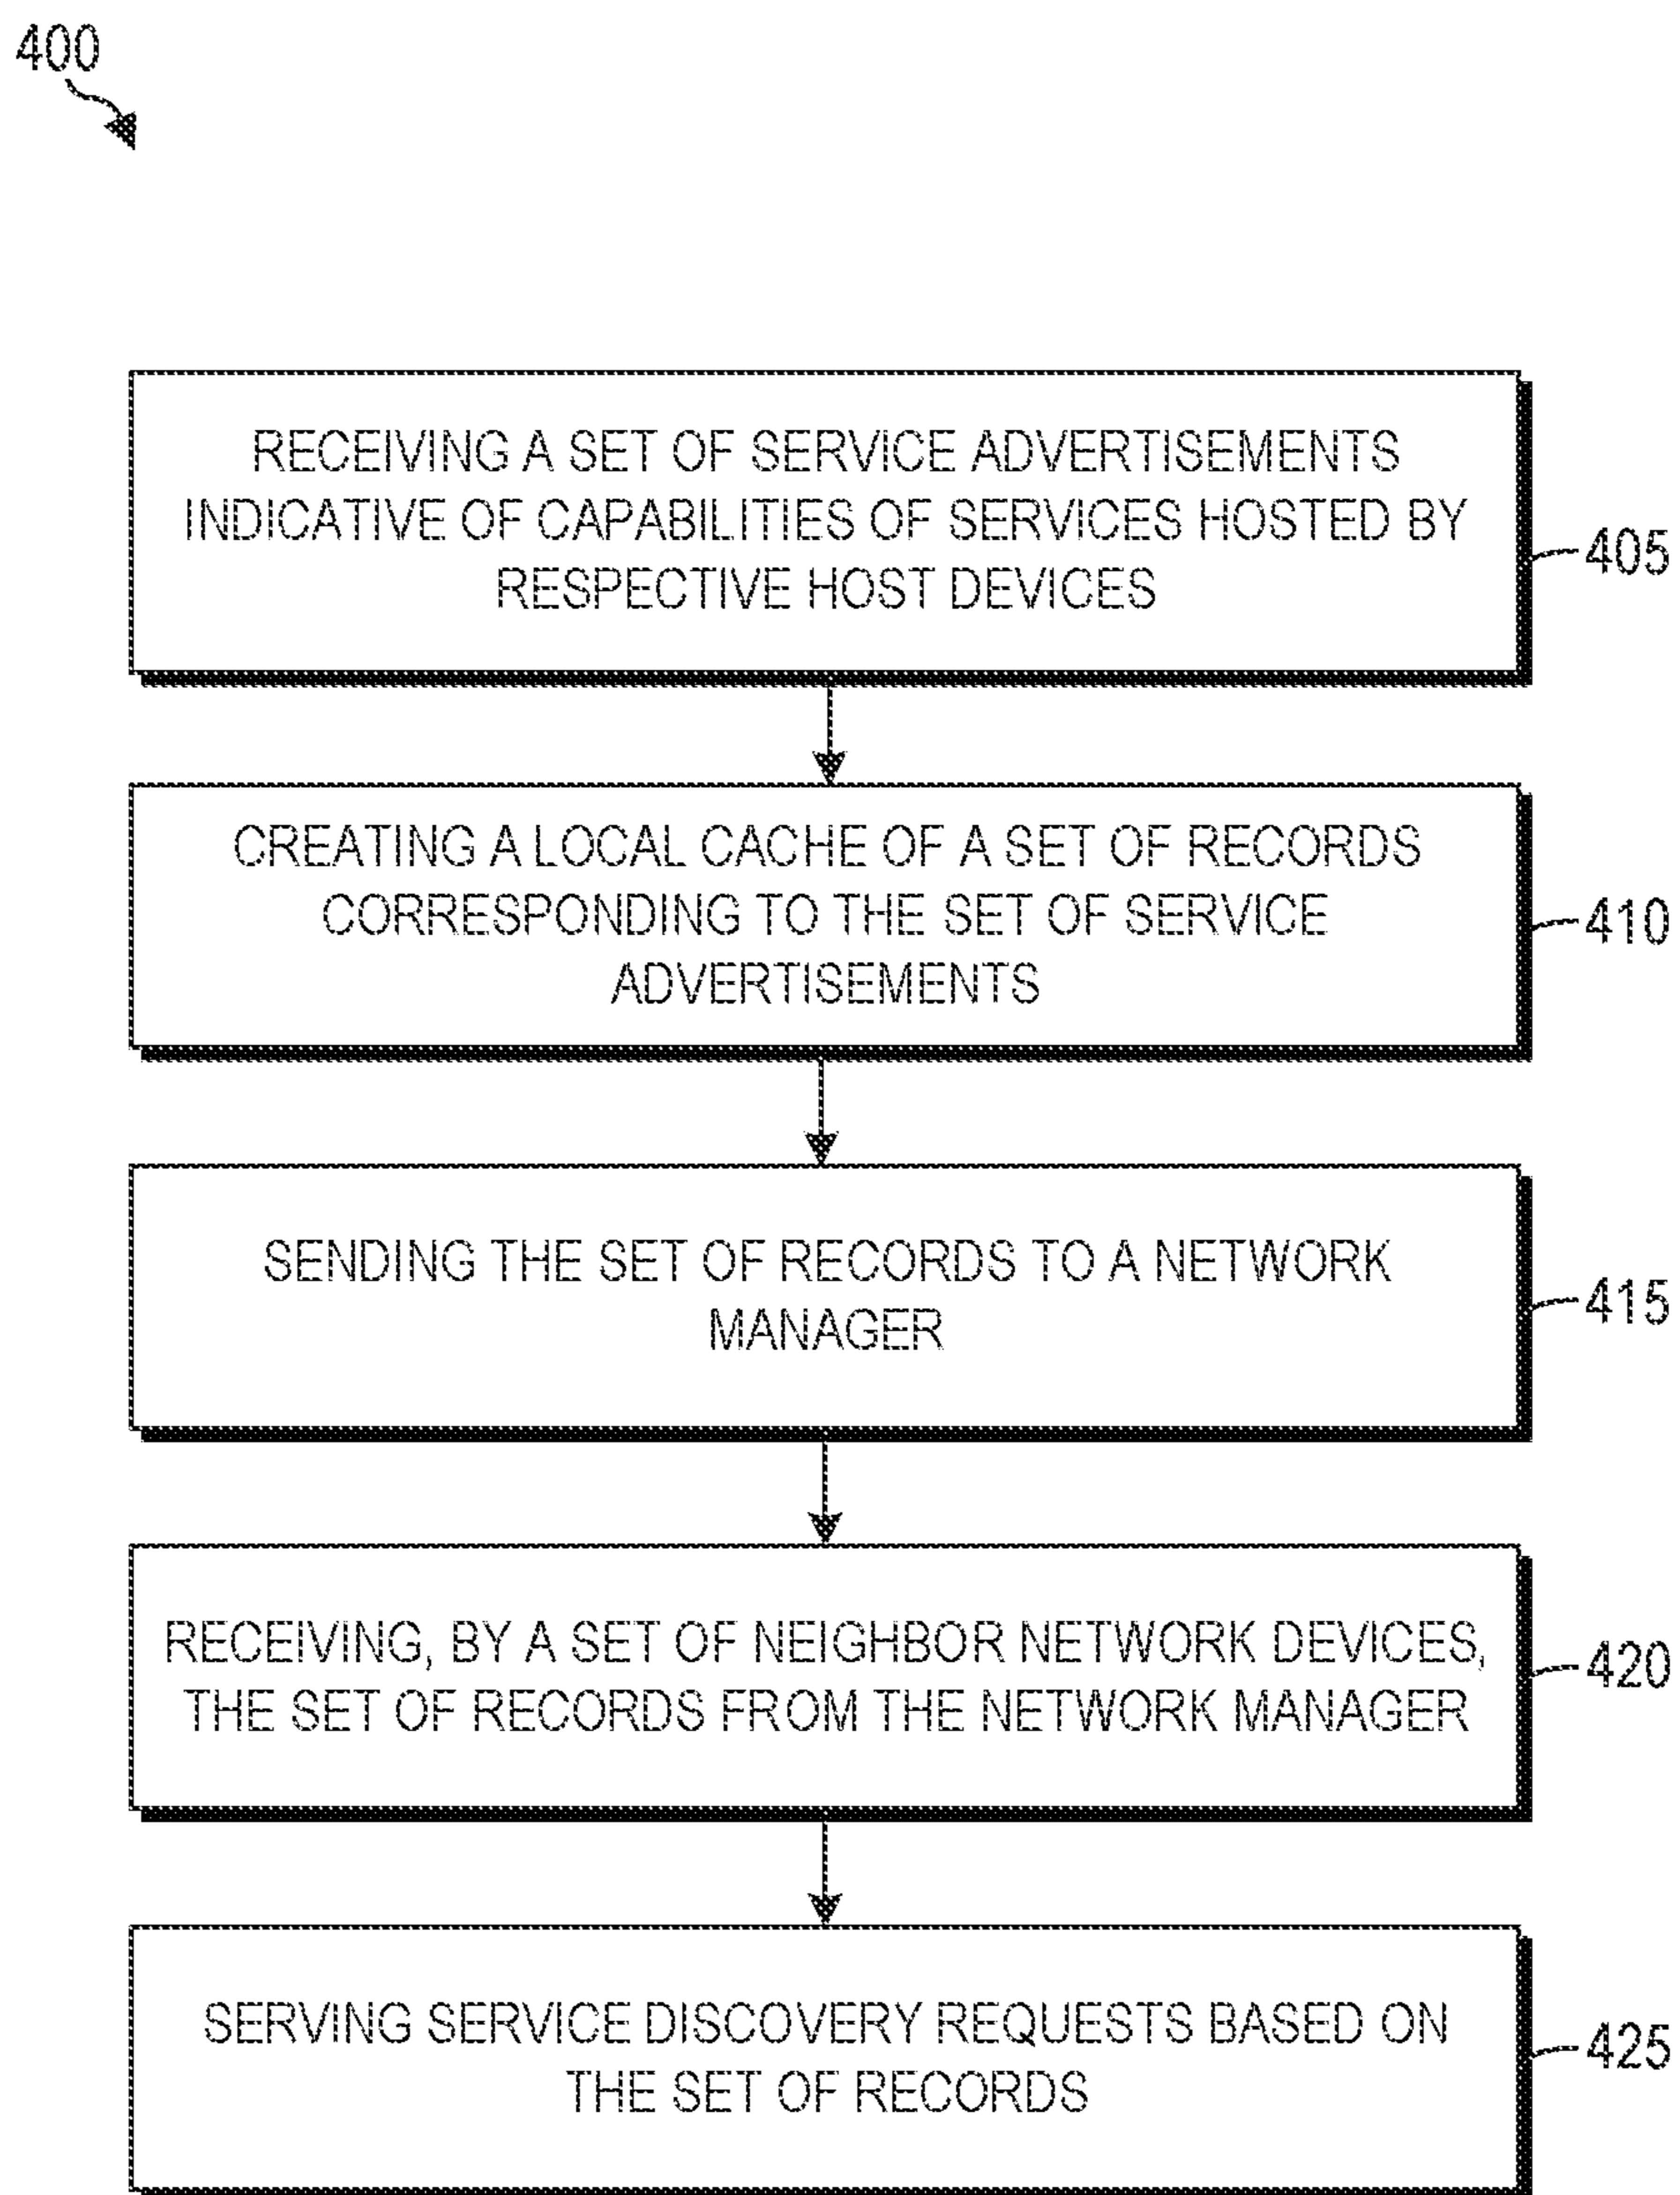 400
RECEIVING A SET OF SERVICE ADVERTISEMENTS
INDICATIVE OF CAPABILITIES OF SERVICES HOSTED BY
RESPECTIVE HOST DEVICES
405
CREATING A LOCAL CACHE OF A SET OF RECORDS
CORRESPONDING TO THE SET OF SERVICE
ADVERTISEMENTS
410
SENDING THE SET OF RECORDS TO A NETWORK
MANAGER
415
RECEIVING, BY A SET OF NEIGHBOR NETWORK DEVICES,
THE SET OF RECORDS FROM THE NETWORK MANAGER
420
SERVING SERVICE DISCOVERY REQUESTS BASED ON
THE SET OF RECORDS
425